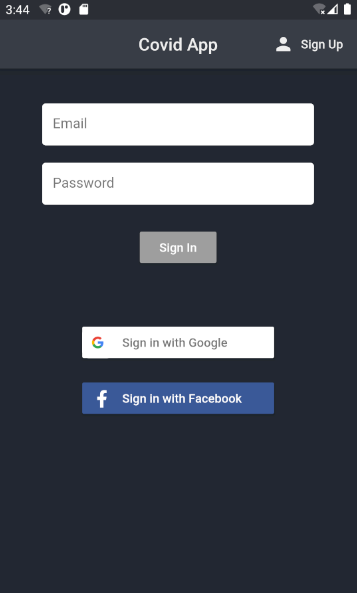 3:44
Covid App
Sign Up
Email
Password
Sign In
Sign in with Google
Sign in with Facebook